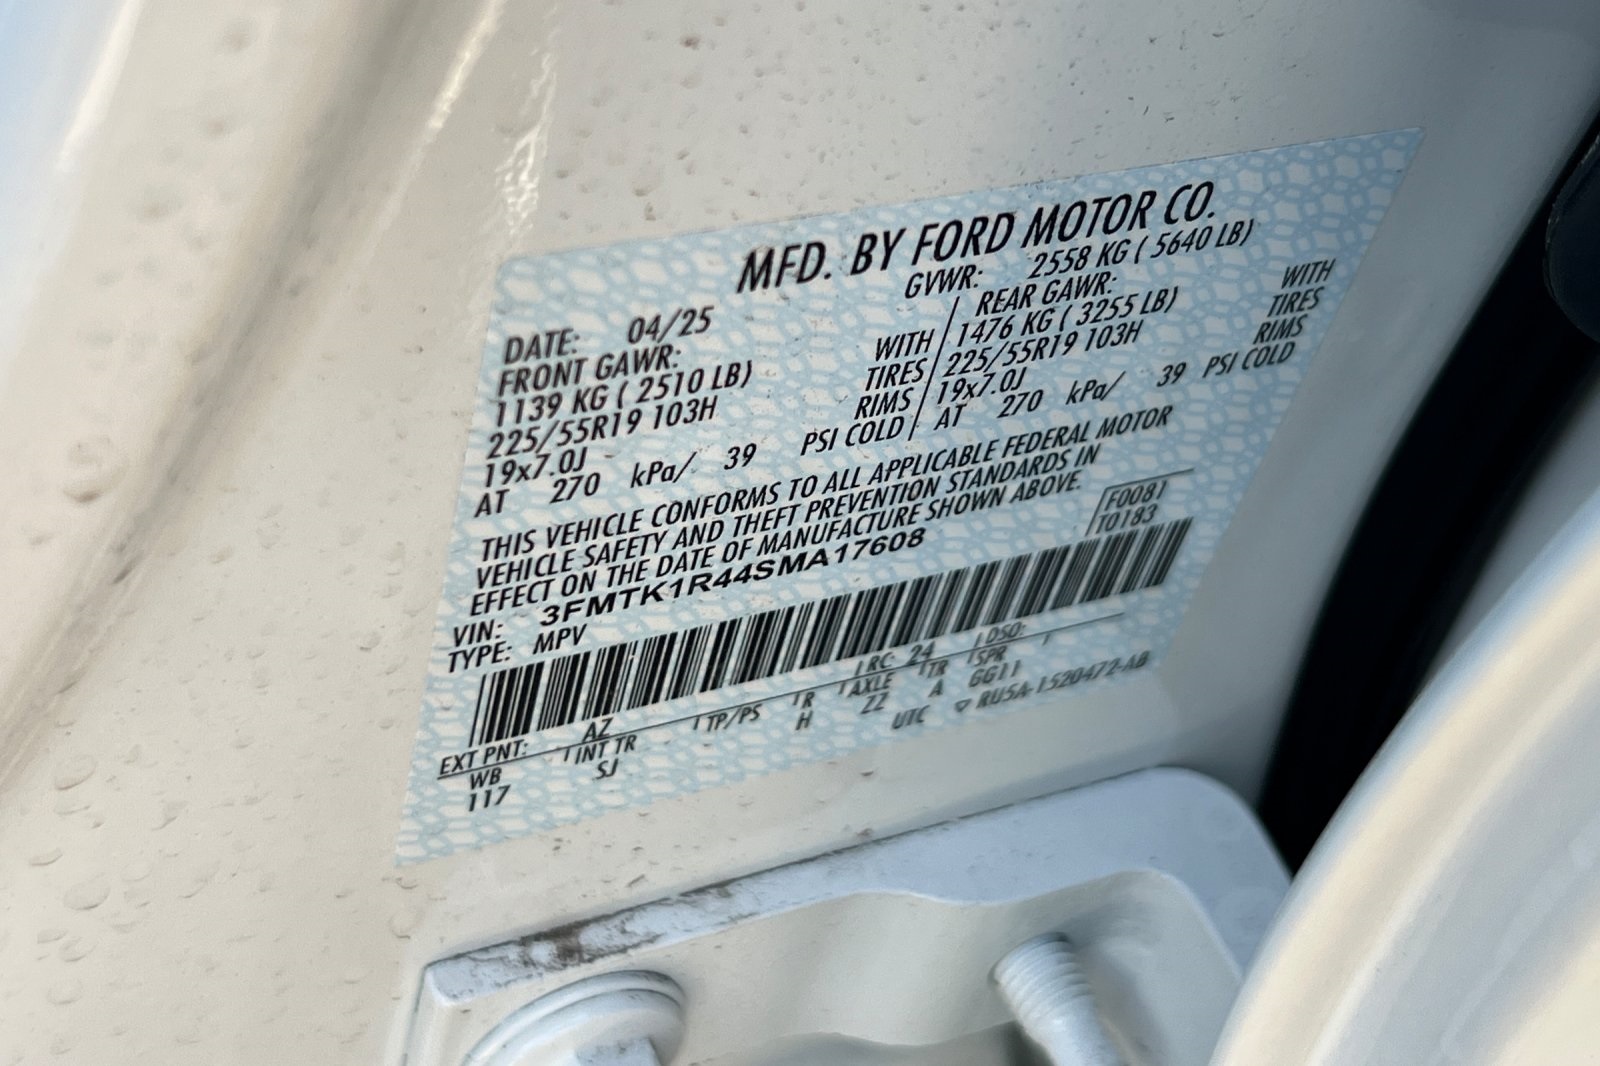 MFD. BY FORD MOTOR CO.
DATE: 04/25 GVWR: 2558 KG ( 5640 LB)
FRONT GAWR: REAR GAWR:
1139 KG ( 2510 LB) WITH 1476 KG ( 3255 LB) WITH
225/55R19 103H TIRES 225/55R19 103H TIRES
19x7.0J RIMS 19x7.0J RIMS
AT 270 kPa/ 39 PSI COLD AT 270 kPa/ 39 PSI COLD
THIS VEHICLE CONFORMS TO ALL APPLICABLE FEDERAL MOTOR
VEHICLE SAFETY AND THEFT PREVENTION STANDARDS IN
EFFECT ON THE DATE OF MANUFACTURE SHOWN ABOVE.
VIN: 3FMTK1R44SMA17608 F0081
TYPE: MPV T0183
EXT PNT: AZ RC: 24 DSO:
WB INT TR TP/PS R AXLE TR SPR
117 SJ H ZZ A GG11
UTC ▽ RU5A-1520472-AB